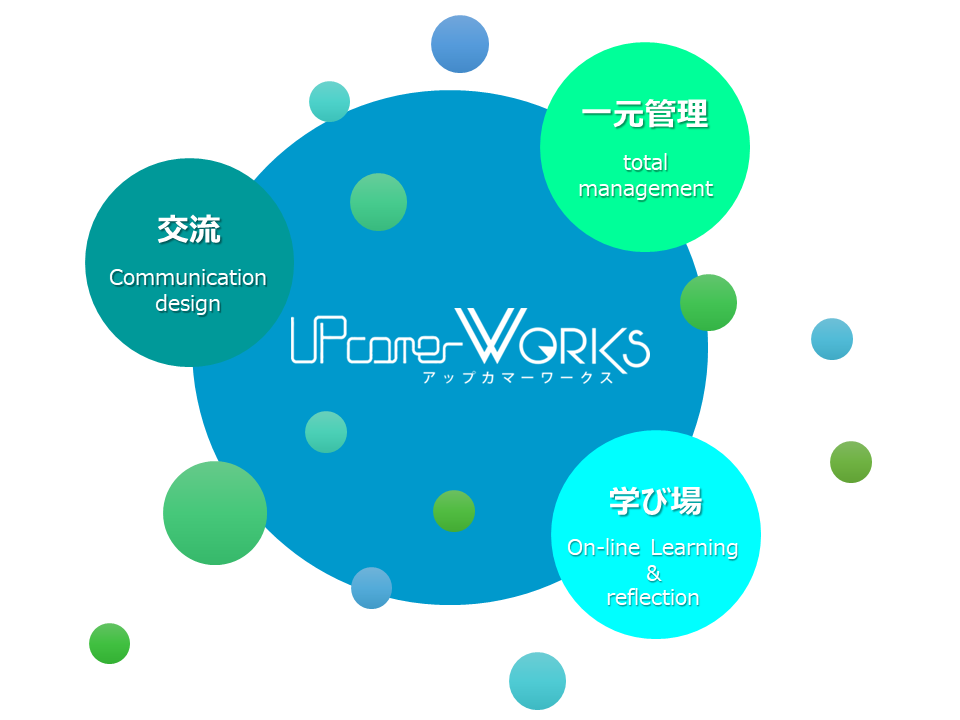 一元管理
total
management
交流
Communication
design
UPcomer WORKS
アップカマーワークス
学び場
On-line Learning
&
reflection